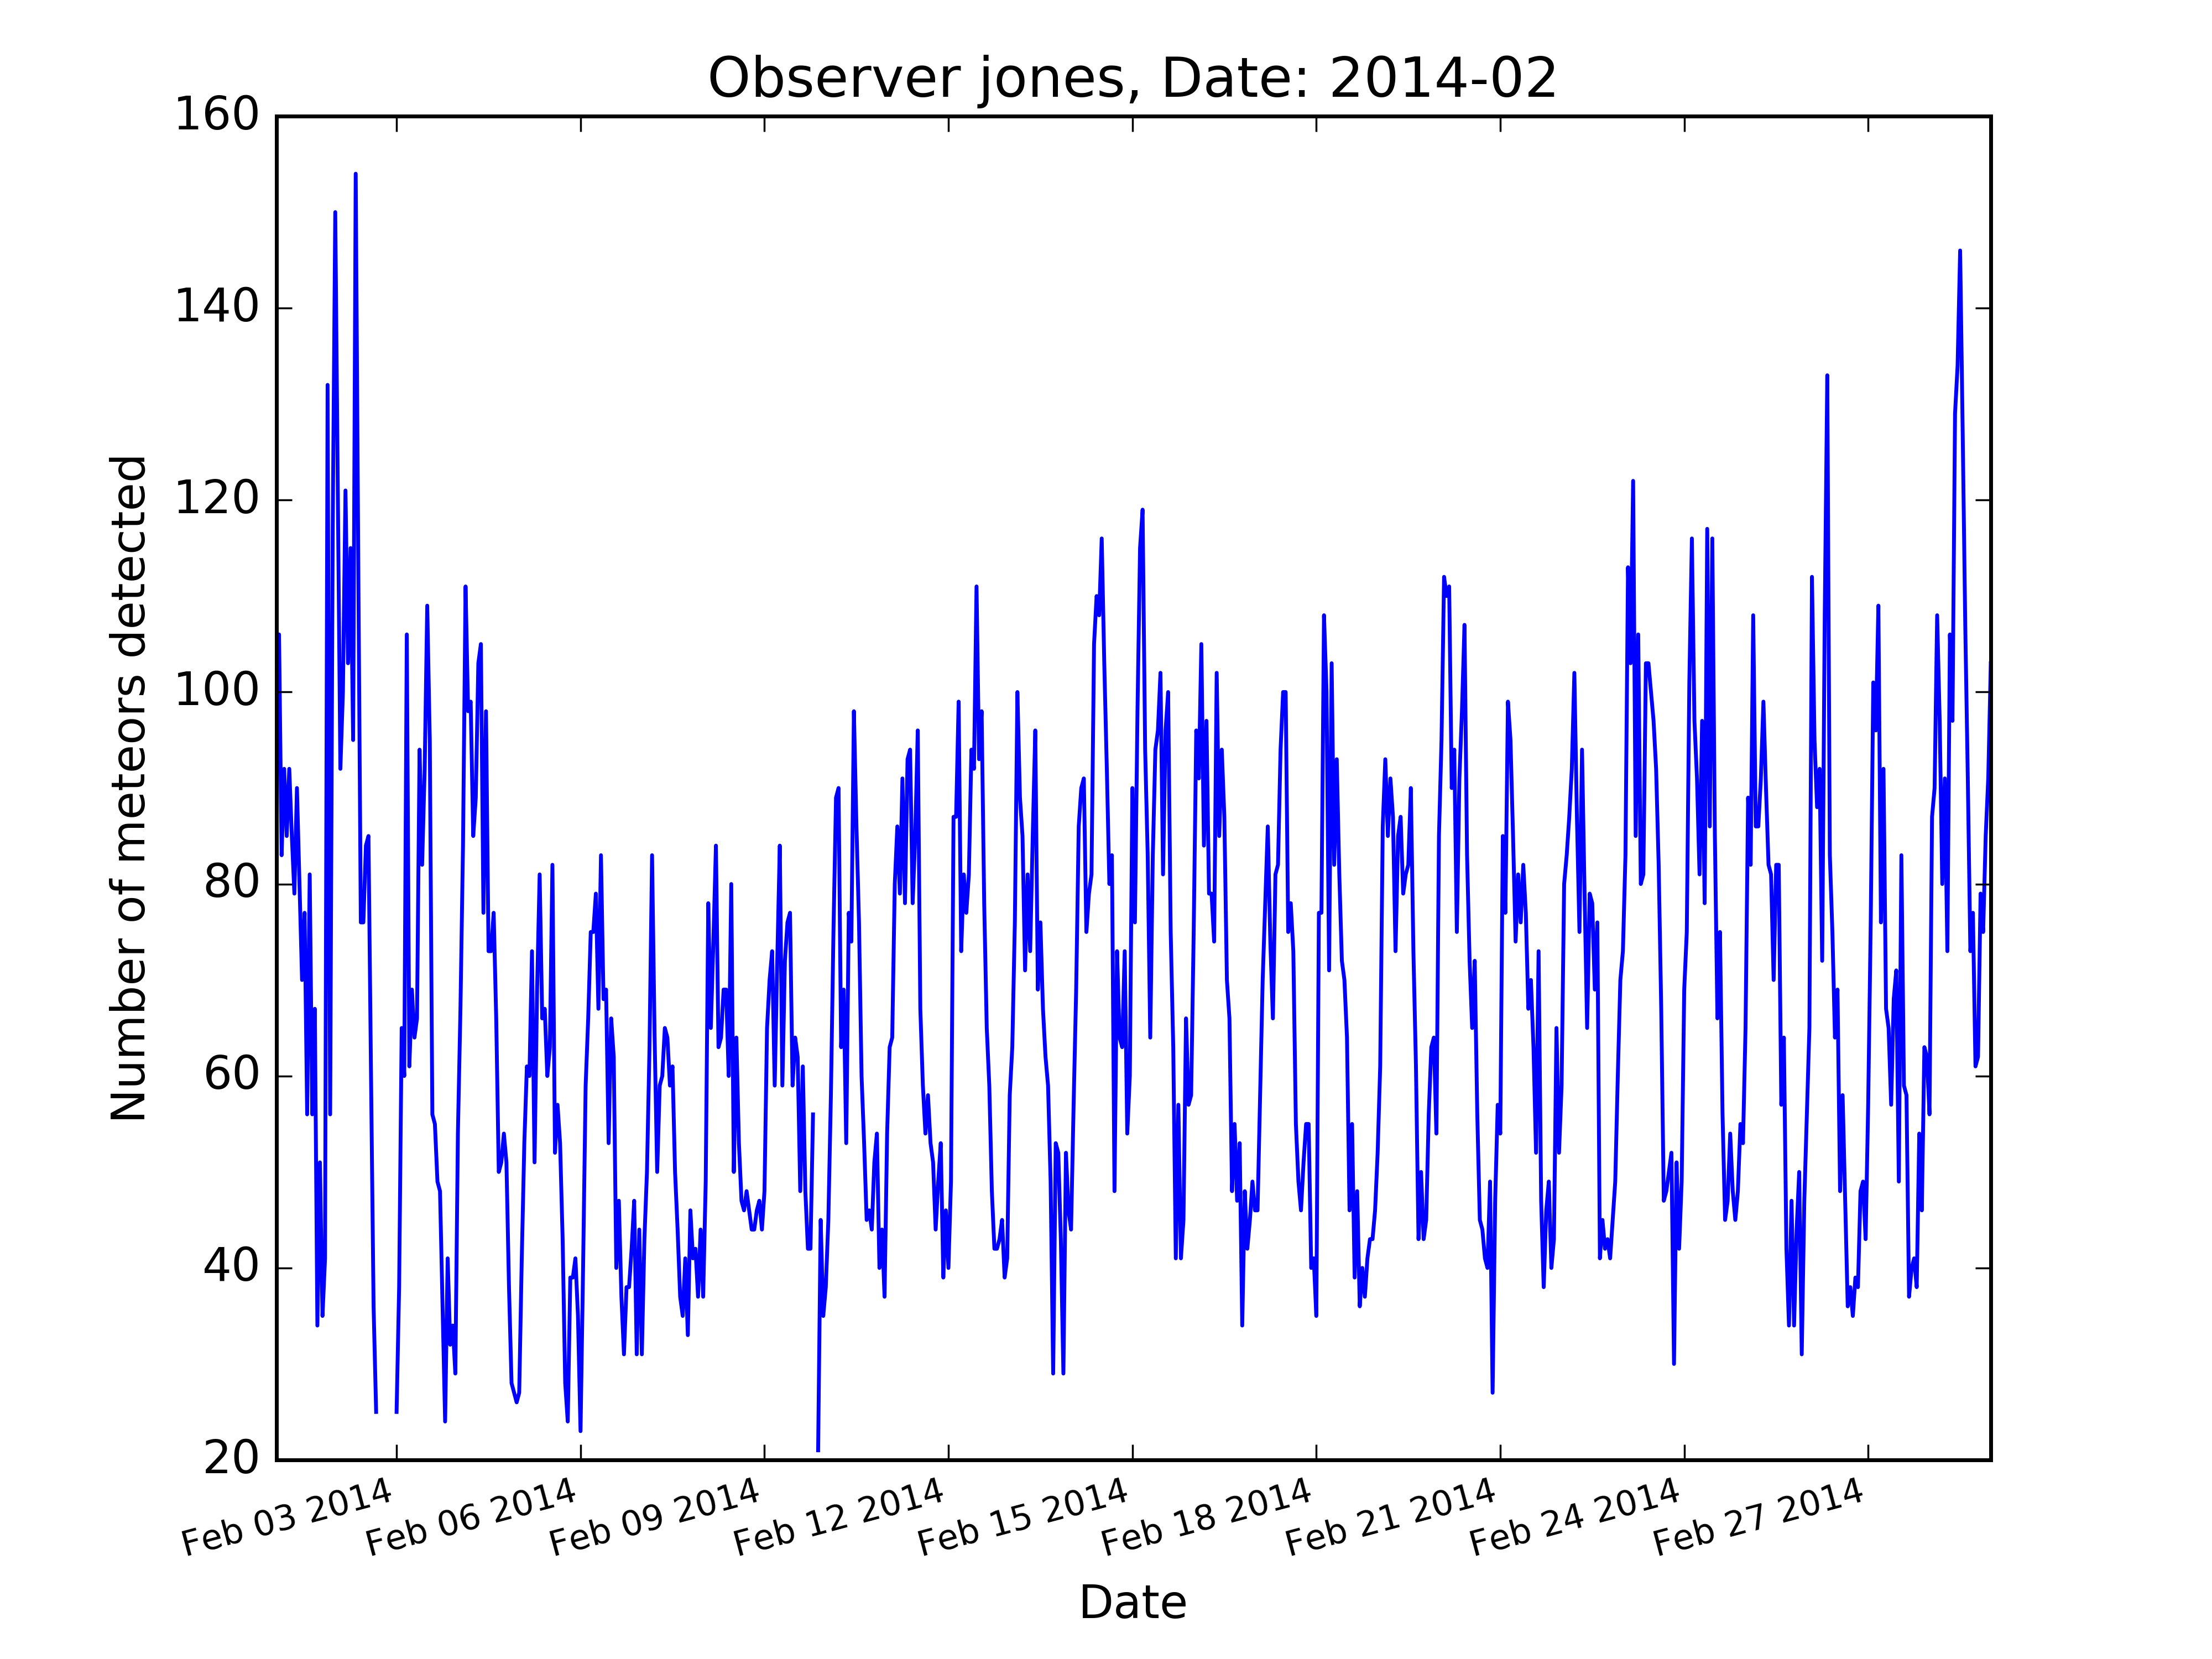 Observer jones, Date: 2014-02
160
140
120
100
80
60
40
20
Number of meteors detected
Feb 03 2014
Feb 06 2014
Feb 09 2014
Feb 12 2014
Feb 15 2014
Feb 18 2014
Feb 21 2014
Feb 24 2014
Feb 27 2014
Date